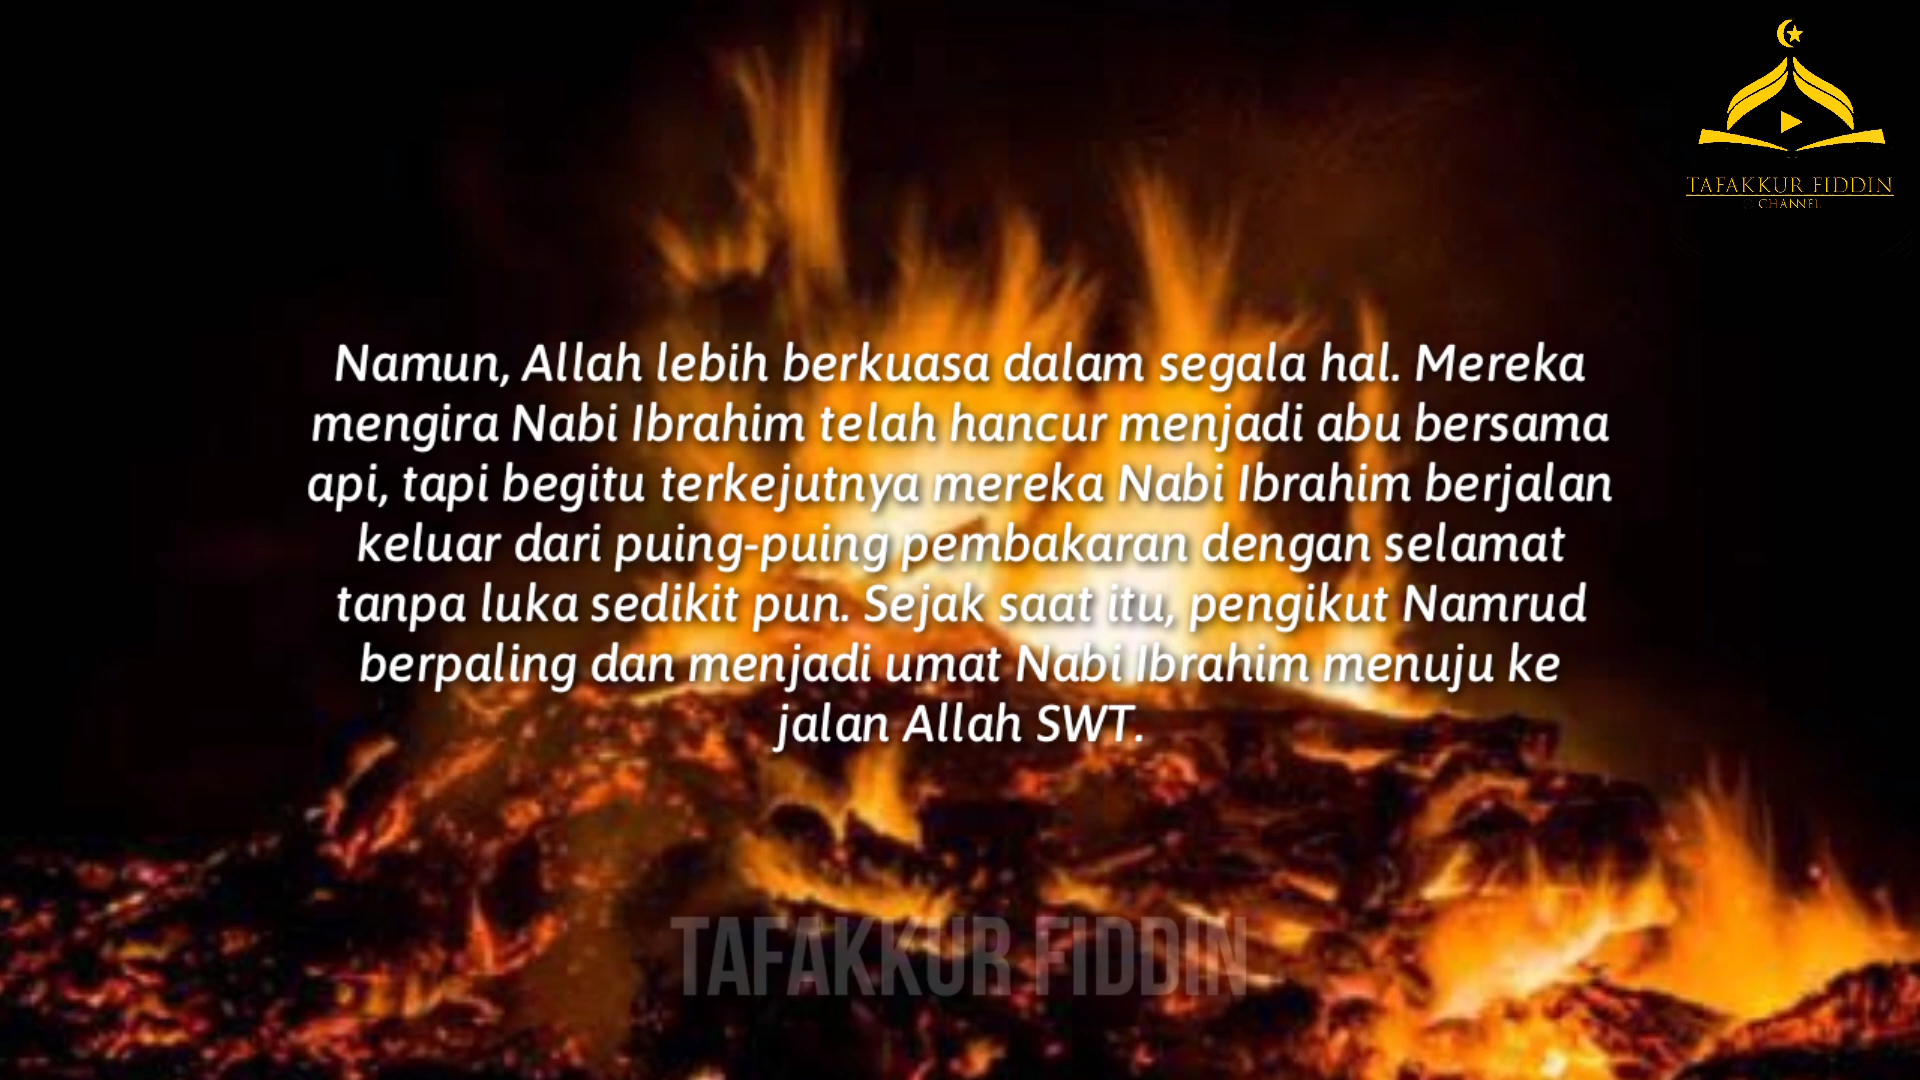 TAFAKKUR FIDDIN
CHANNEL
Namun, Allah lebih berkuasa dalam segala hal. Mereka
mengira Nabi Ibrahim telah hancur menjadi abu bersama
api, tapi begitu terkejutnya mereka Nabi Ibrahim berjalan
keluar dari puing-puing pembakaran dengan selamat
tanpa luka sedikit pun. Sejak saat itu, pengikut Namrud
berpaling dan menjadi umat Nabi Ibrahim menuju ke
jalan Allah SWT.
TAFAKKUR FIDDIN